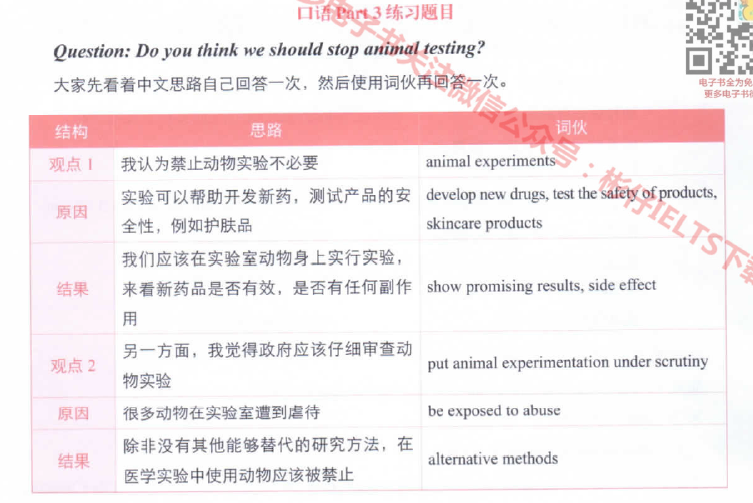 口语 Part 3 练习题目
Question: Do you think we should stop animal testing?
大家先看着中文思路自己回答一次，然后使用词伙再回答一次。
电子书全为免
更多电子书
结构 思路 词伙
观点 1 我认为禁止动物实验不必要 animal experiments
原因 实验可以帮助开发新药，测试产品的安 develop new drugs, test the safety of products,
全性，例如护肤品 skincare products
结果 我们应该在实验室动物身上实行实验，
来看新药品是否有效，是否有任何副作 show promising results, side effect
用
观点 2 另一方面，我觉得政府应该仔细审查动 put animal experimentation under scrutiny
物实验
原因 很多动物在实验室遭到虐待 be exposed to abuse
结果 除非没有其他能够替代的研究方法，在 alternative methods
医学实验中使用动物应该被禁止
电子书关注微信公众号：彬仔IELTS下载